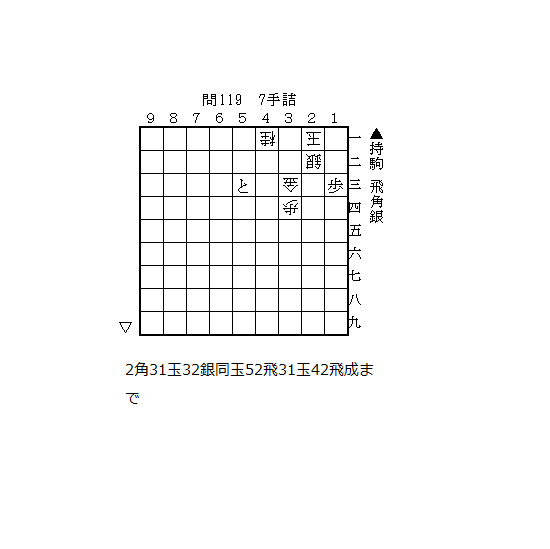 問119 7手詰
9 8 7 6 5 4 3 2 1
桂 玉 一
銀 二
と 金 歩 三
歩 四
五
六
七
八
九
▲持駒 飛角銀
▽
2角31玉32銀同玉52飛31玉42飛成ま
で